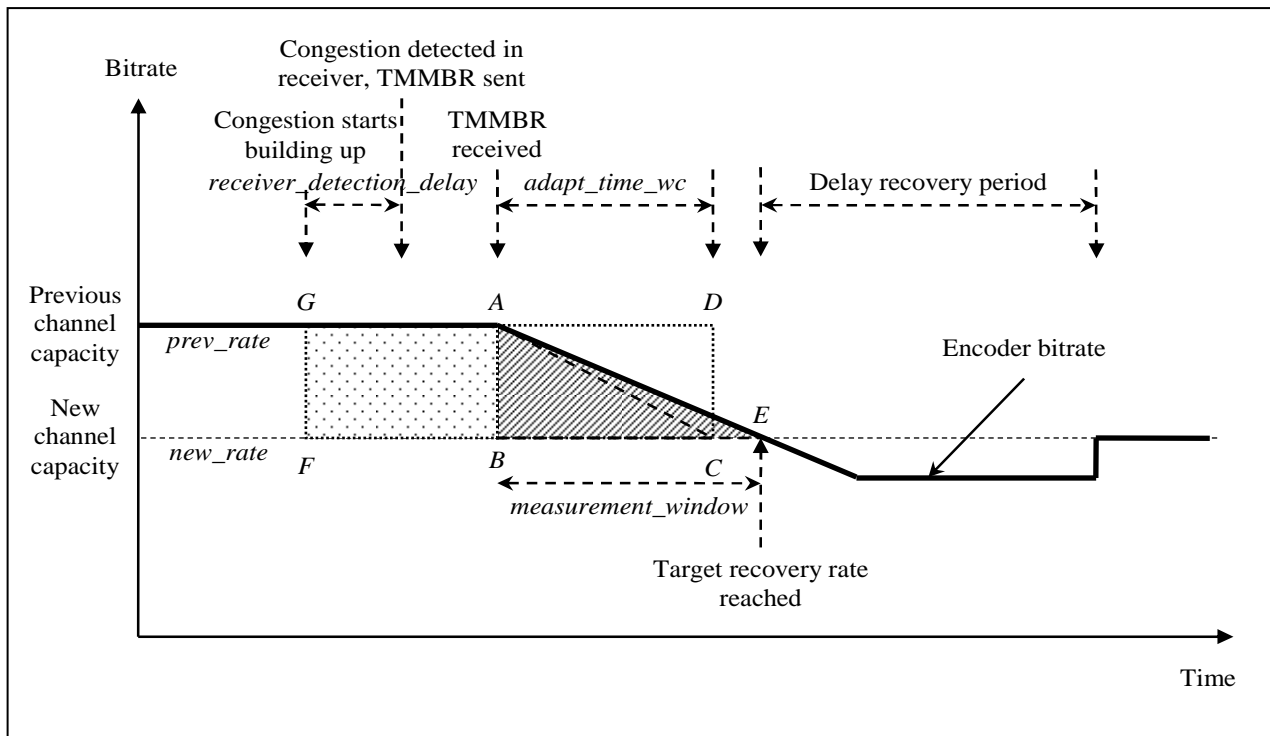 Congestion detected in
receiver, TMMBR sent
Bitrate
Congestion starts
building up
TMMBR
received
receiver_detection_delay
adapt_time_wc
Delay recovery period
Previous
channel
capacity
G
A
D
prev_rate
Encoder bitrate
New
channel
capacity
E
new_rate
F
B
C
measurement_window
Target recovery rate
reached
Time